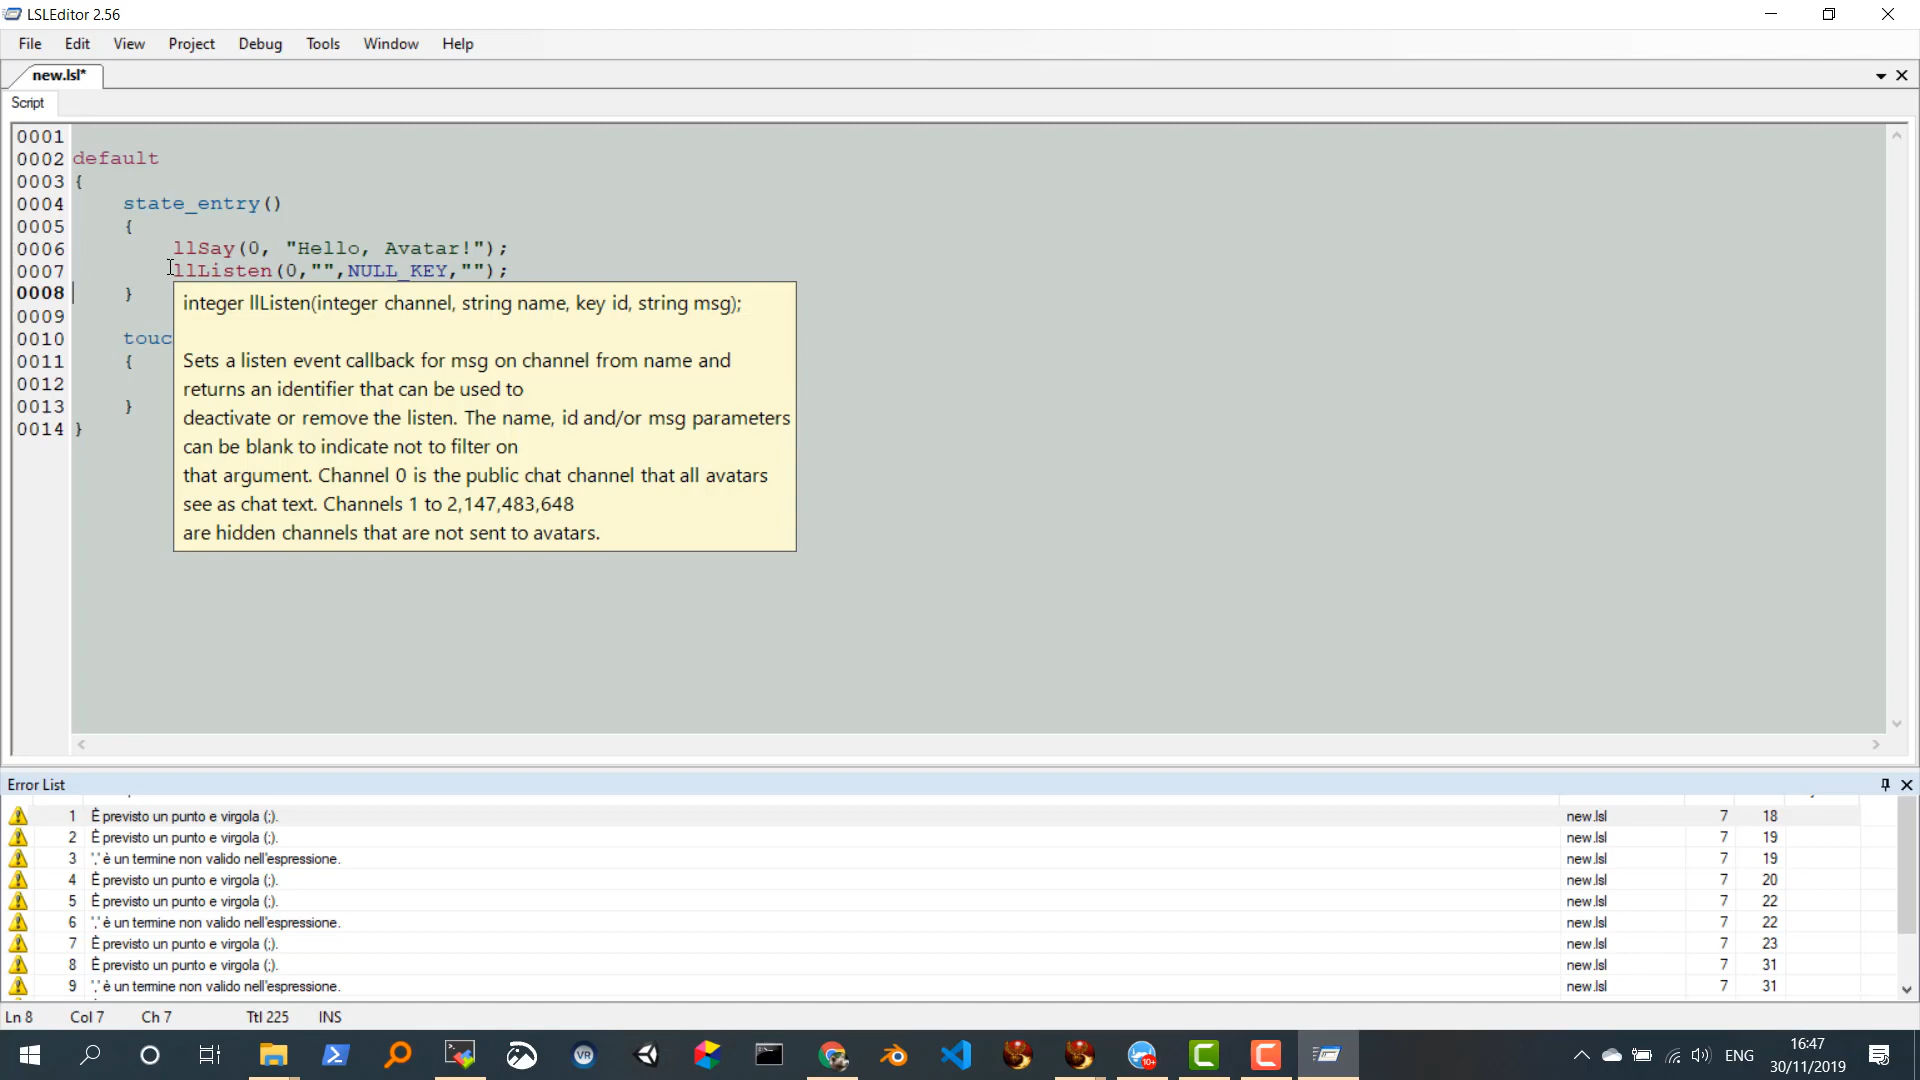 LSLEditor 2.56
File Edit View Project Debug Tools Window Help
new.lsl*
Script
0001
0002 default
0003 {
0004 state_entry()
0005 {
0006 llSay(0, "Hello, Avatar!");
0007 llListen(0,"",NULL_KEY,"");
0008 }
0009
0010 touc
0011 {
0012
0013 }
0014 }
integer llListen(integer channel, string name, key id, string msg);
Sets a listen event callback for msg on channel from name and
returns an identifier that can be used to
deactivate or remove the listen. The name, id and/or msg parameters
can be blank to indicate not to filter on
that argument. Channel 0 is the public chat channel that all avatars
see as chat text. Channels 1 to 2,147,483,648
are hidden channels that are not sent to avatars.
Error List
1 È previsto un punto e virgola (;). new.lsl 7 18
2 È previsto un punto e virgola (;). new.lsl 7 19
3 ',' è un termine non valido nell'espressione. new.lsl 7 19
4 È previsto un punto e virgola (;). new.lsl 7 20
5 È previsto un punto e virgola (;). new.lsl 7 22
6 ',' è un termine non valido nell'espressione. new.lsl 7 22
7 È previsto un punto e virgola (;). new.lsl 7 23
8 È previsto un punto e virgola (;). new.lsl 7 31
9 ',' è un termine non valido nell'espressione. new.lsl 7 31
Ln 8 Col 7 Ch 7 Ttl 225 INS
VR
10+
ENG
16:47
30/11/2019